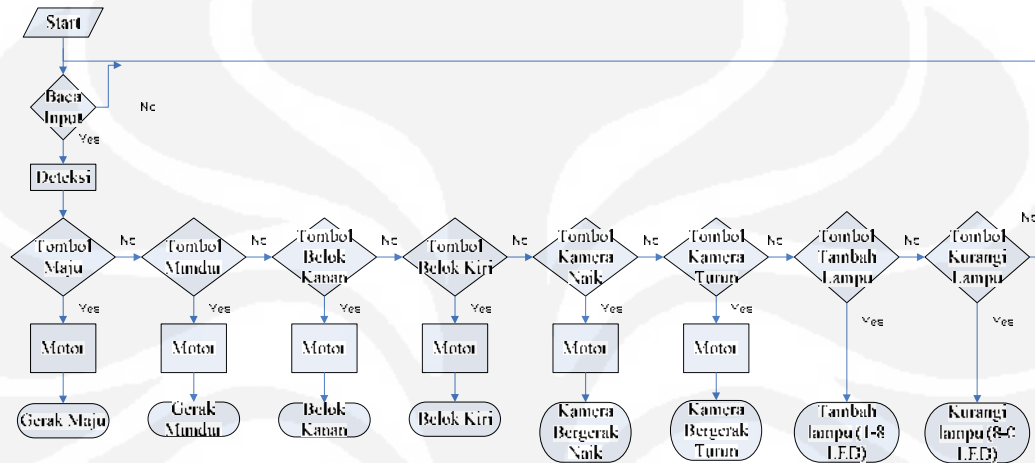 Start
Baca
Input
No
Yes
Deteksi
Tombol
Maju
No
Tombol
Mundur
No
Tombol
Belok
Kanan
No
Tombol
Belok Kiri
No
Tombol
Kamera
Naik
No
Tombol
Kamera
Turun
No
Tombol
Tambah
Lampu
No
Tombol
Kurangi
Lampu
No
Yes
Yes
Yes
Yes
Yes
Yes
Yes
Yes
Motor
Motor
Motor
Motor
Motor
Motor
Gerak Maju
Gerak
Mundur
Belok
Kanan
Belok Kiri
Kamera
Bergerak
Naik
Kamera
Bergerak
Turun
Tambah
lampu (1-8
LED)
Kurangi
lampu (8-0
LED)